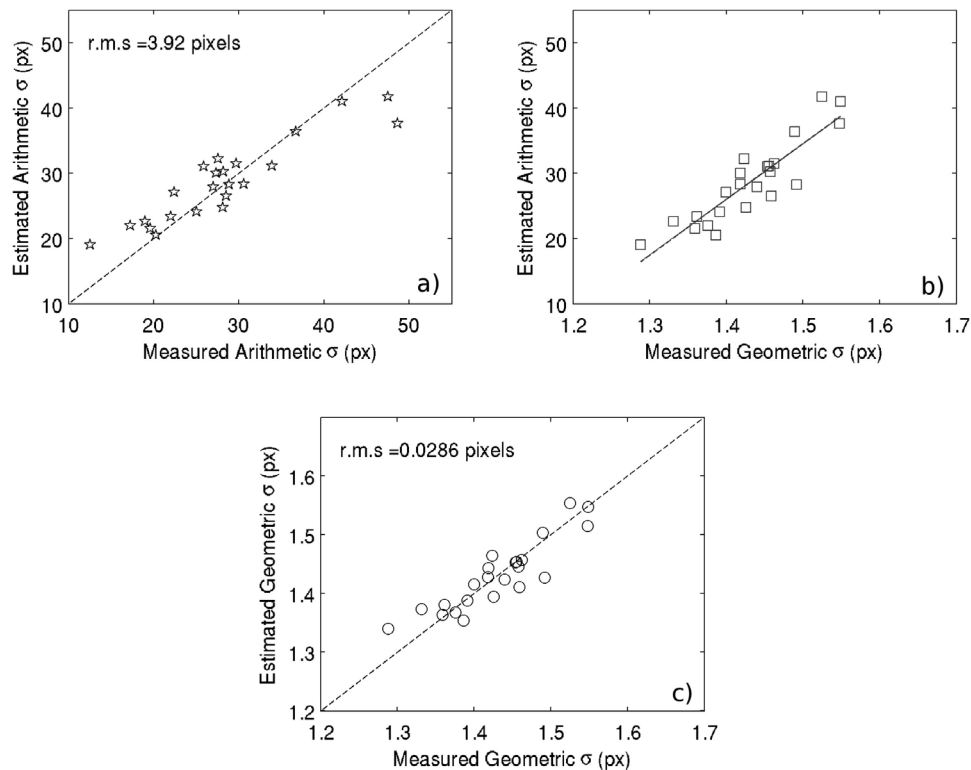 r.m.s =3.92 pixels
Estimated Arithmetic σ (px)
50
40
30
20
10
10 20 30 40 50
Measured Arithmetic σ (px)
a)
Estimated Arithmetic σ (px)
50
40
30
20
10
1.2 1.3 1.4 1.5 1.6 1.7
Measured Geometric σ (px)
b)
r.m.s =0.0286 pixels
Estimated Geometric σ (px)
1.6
1.5
1.4
1.3
1.2
1.2 1.3 1.4 1.5 1.6 1.7
Measured Geometric σ (px)
c)